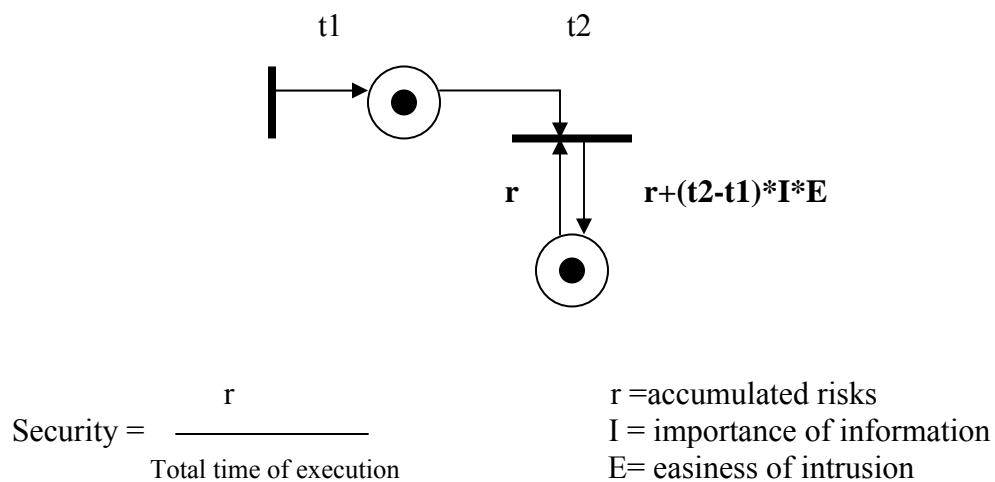 t1 t2
r r+(t2-t1)*I*E
r
Security =
Total time of execution
r =accumulated risks
I = importance of information
E= easiness of intrusion